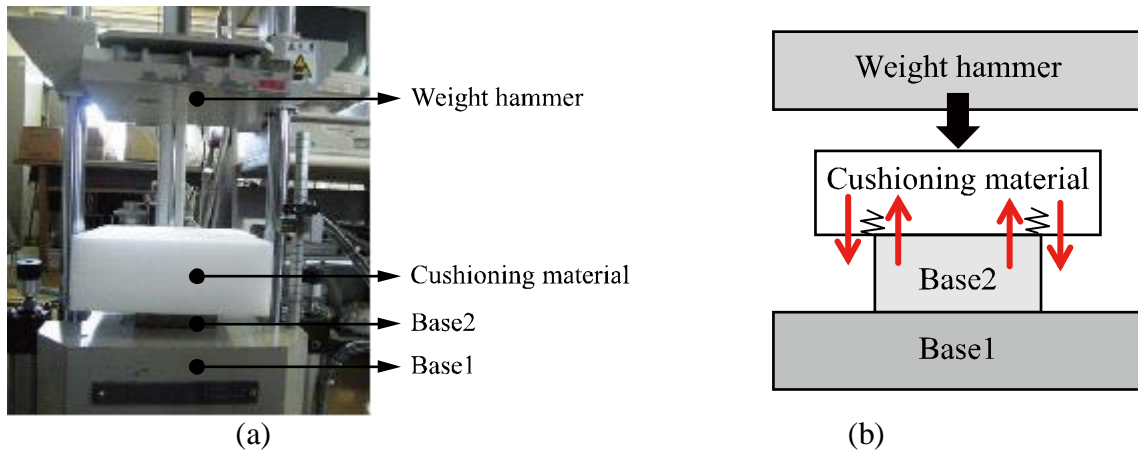 Weight hammer
Cushioning material
Base2
Base1
(a)
Weight hammer
Cushioning material
Base2
Base1
(b)